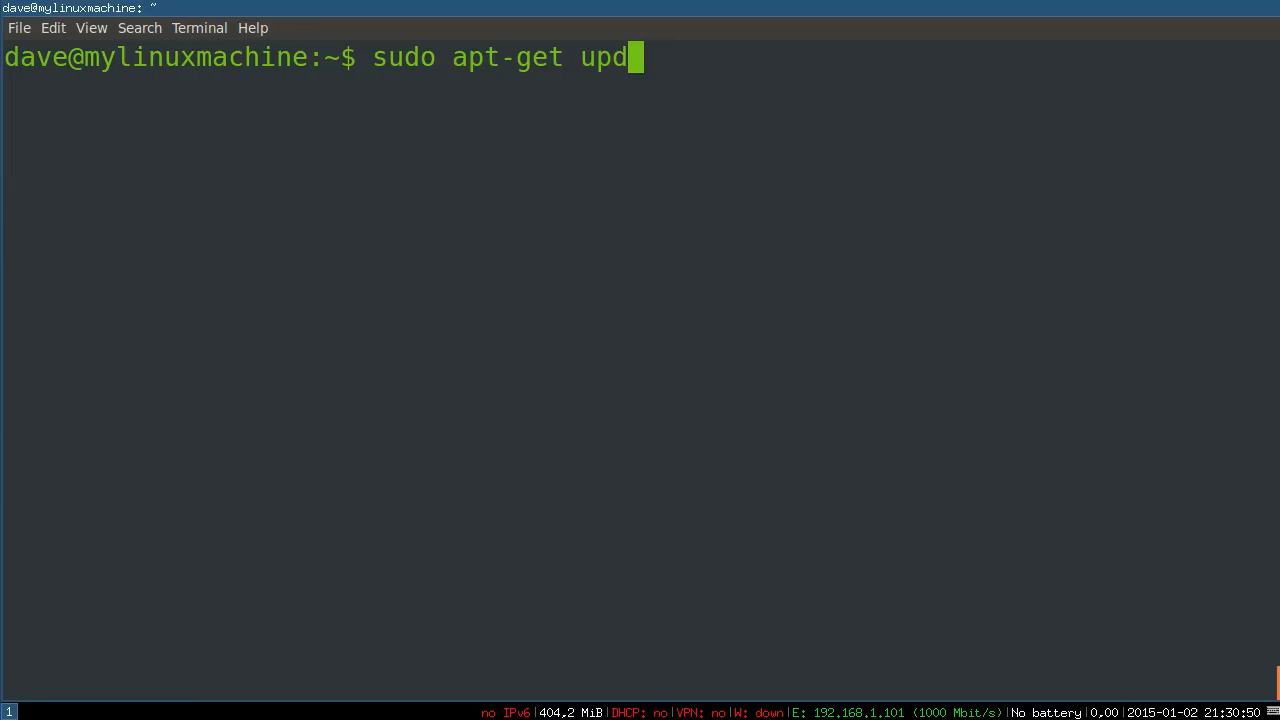 dave@mylinuxmachine: ~
File Edit View Search Terminal Help
dave@mylinuxmachine:~$ sudo apt-get upd
1 no IPv6|404,2 MiB|DHCP: no|VPN: no|W: down|E: 192.168.1.101 (1000 Mbit/s)|No battery|0,00|2015-01-02 21:30:50